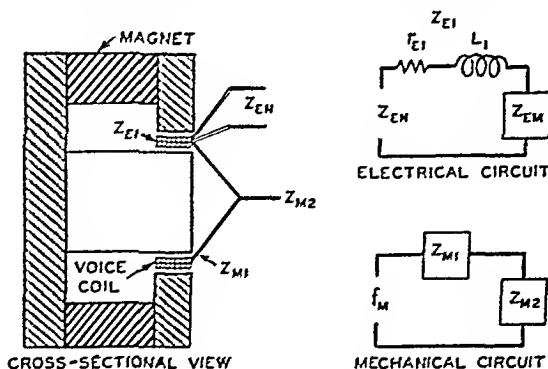 MAGNET
Z_EH
Z_E1
Z_M2
VOICE
COIL
Z_M1
CROSS-SECTIONAL VIEW
Z_E1
r_E1 L_1
Z_EH
Z_EM
ELECTRICAL CIRCUIT
Z_M1
f_M
Z_M2
MECHANICAL CIRCUIT